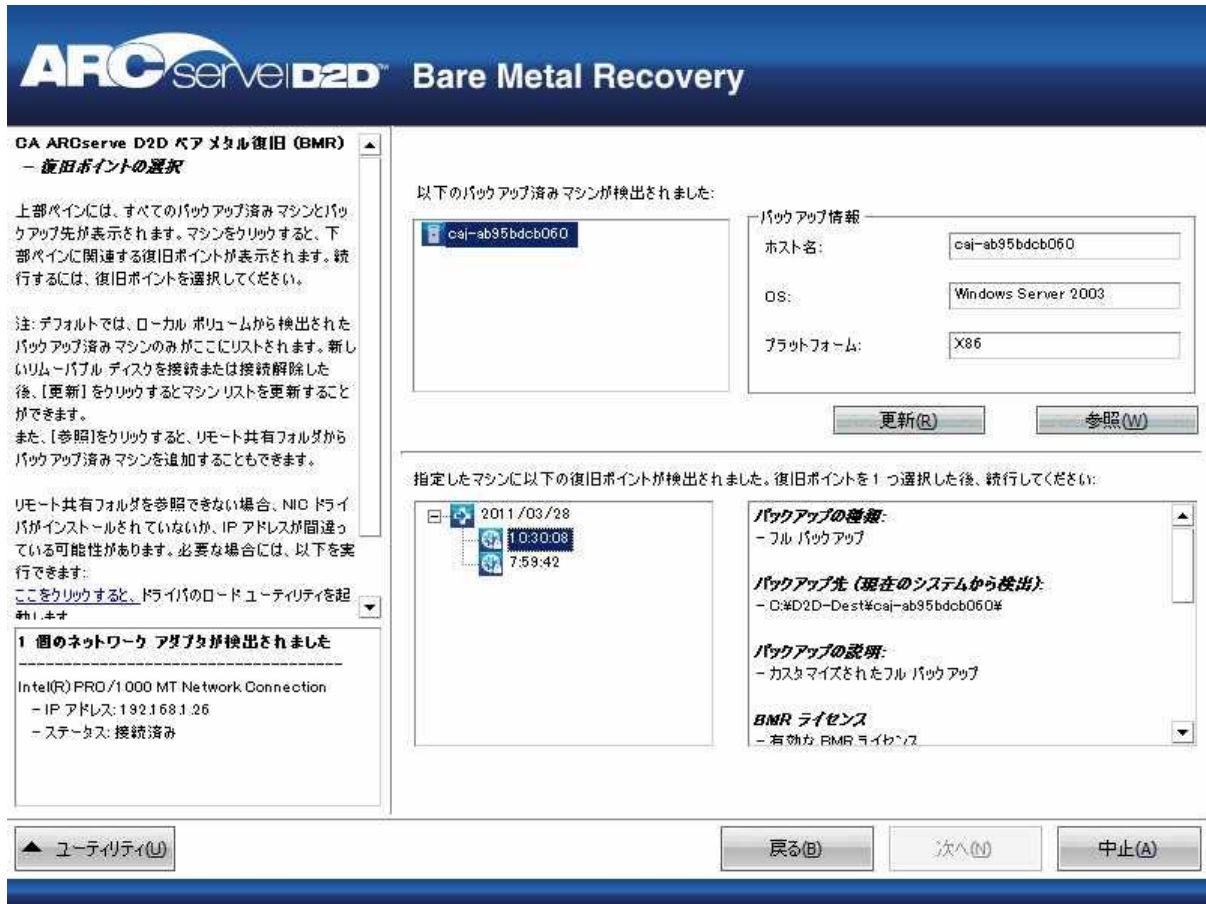 ARCserve D2D™ Bare Metal Recovery
CA ARCserve D2D ベア メタル復旧 (BMR)
- 復旧ポイントの選択
上部ペインには、すべてのバックアップ済みマシンとバッ
クアップ先が表示されます。マシンをクリックすると、下
部ペインに関連する復旧ポイントが表示されます。続
行するには、復旧ポイントを選択してください。
注: デフォルトでは、ローカル ボリュームから検出された
バックアップ済みマシンのみがここにリストされます。新し
いリムーバブル ディスクを接続または接続解除した
後、[更新] をクリックするとマシン リストを更新すること
ができます。
また、[参照]をクリックすると、リモート共有フォルダから
バックアップ済みマシンを追加することもできます。
リモート共有フォルダを参照できない場合、NIC ドライ
バがインストールされていないか、IP アドレスが間違っ
ている可能性があります。必要な場合には、以下を実
行できます:
ここをクリックすると、ドライバのロード ユーティリティを起
動します
1 個のネットワーク アダプタが検出されました
----------------------------------------
Intel(R) PRO/1000 MT Network Connection
- IP アドレス: 192.168.1.26
- ステータス: 接続済み
以下のバックアップ済みマシンが検出されました:
caj-ab95bdcb060
バックアップ情報
ホスト名: caj-ab95bdcb060
OS: Windows Server 2003
プラットフォーム: X86
更新(R) 参照(W)
指定したマシンに以下の復旧ポイントが検出されました。復旧ポイントを 1 つ選択した後、続行してください:
2011/03/28
10:30:08
7:59:42
バックアップの種類:
- フル バックアップ
バックアップ先 (現在のシステムから検出):
- C:¥D2D-Dest¥caj-ab95bdcb060¥
バックアップの説明:
- カスタマイズされたフル バックアップ
BMR ライセンス
- 有効な BMR ライセンス
ユーティリティ(U) 戻る(B) 次へ(N) 中止(A)